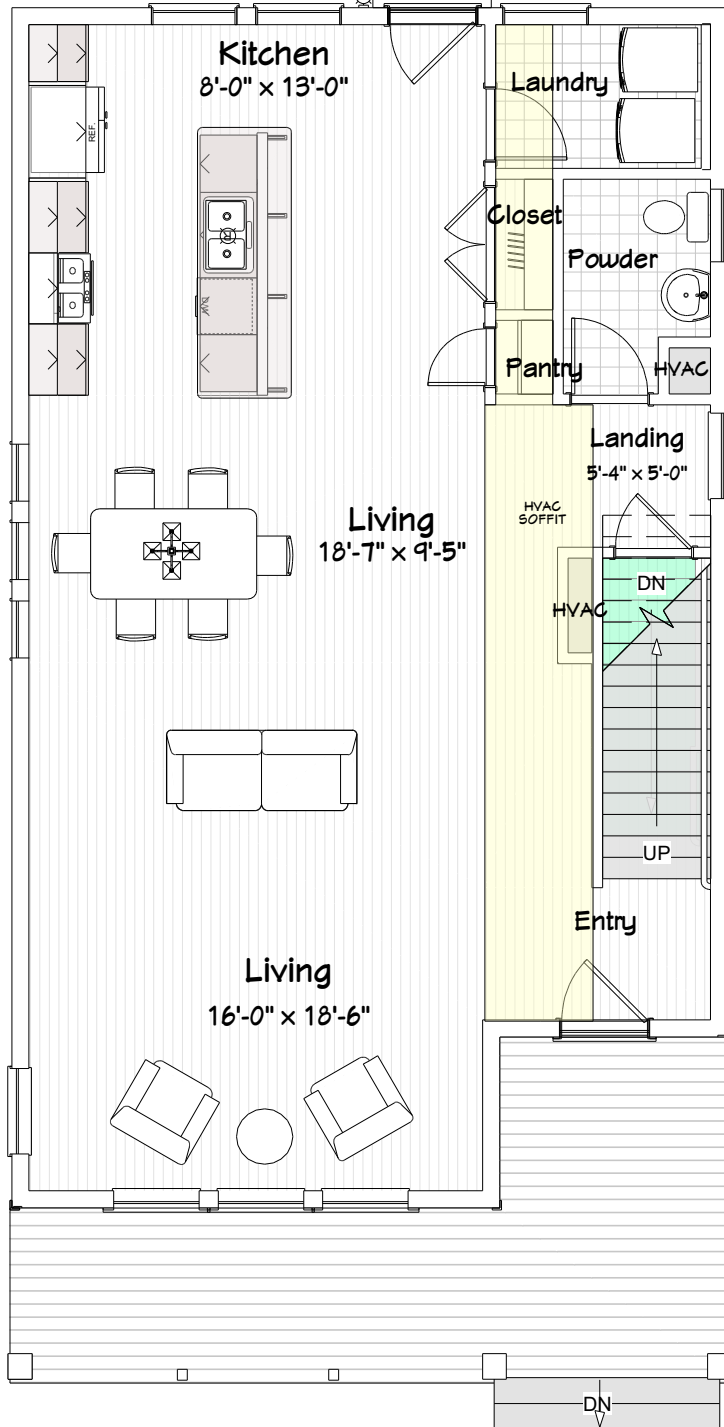 Kitchen
8'-0" x 13'-0"
Laundry
REF.
Closet
Powder
DW
Pantry
HVAC
Landing
5'-4" x 5'-0"
HVAC
SOFFIT
Living
18'-7" x 9'-5"
DN
HVAC
UP
Entry
Living
16'-0" x 18'-6"
DN